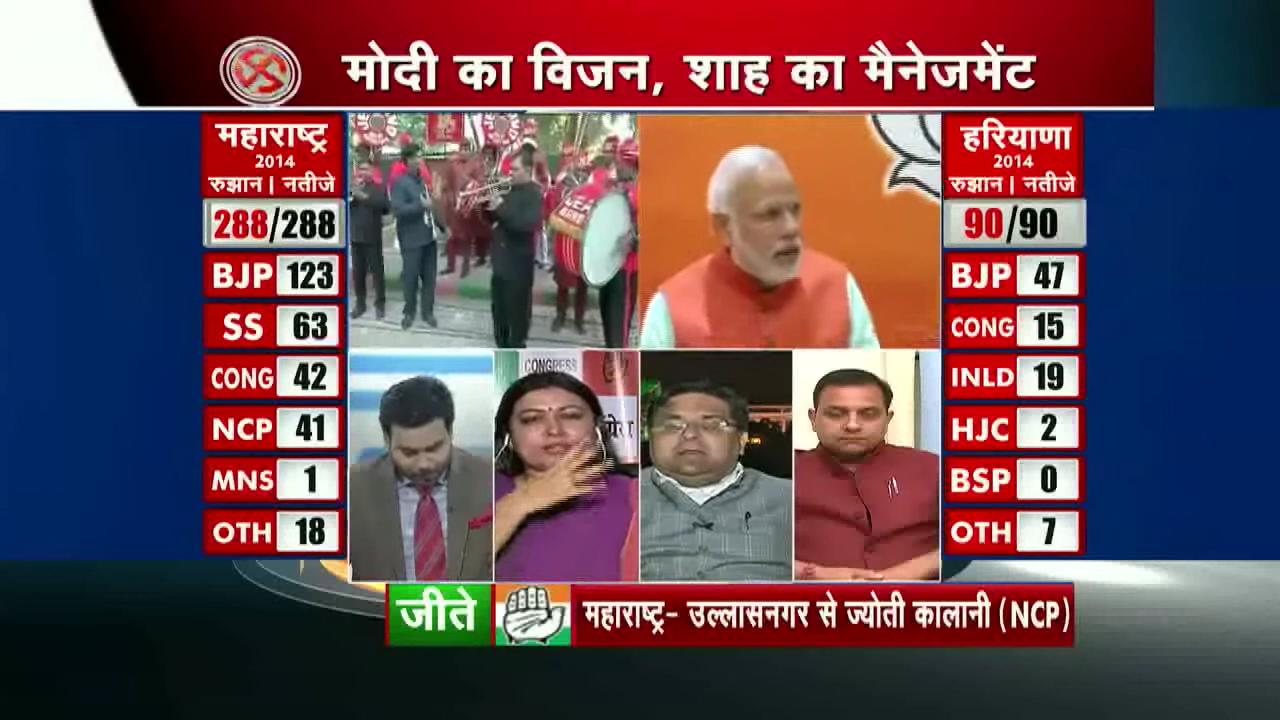 मोदी का विजन, शाह का मैनेजमेंट
महाराष्ट्र
2014
रुझान | नतीजे
288/288
BJP 123
SS 63
CONG 42
NCP 41
MNS 1
OTH 18
CONGRESS
हरियाणा
2014
रुझान | नतीजे
90/90
BJP 47
CONG 15
INLD 19
HJC 2
BSP 0
OTH 7
जीते
महाराष्ट्र- उल्लासनगर से ज्योती कालानी (NCP)